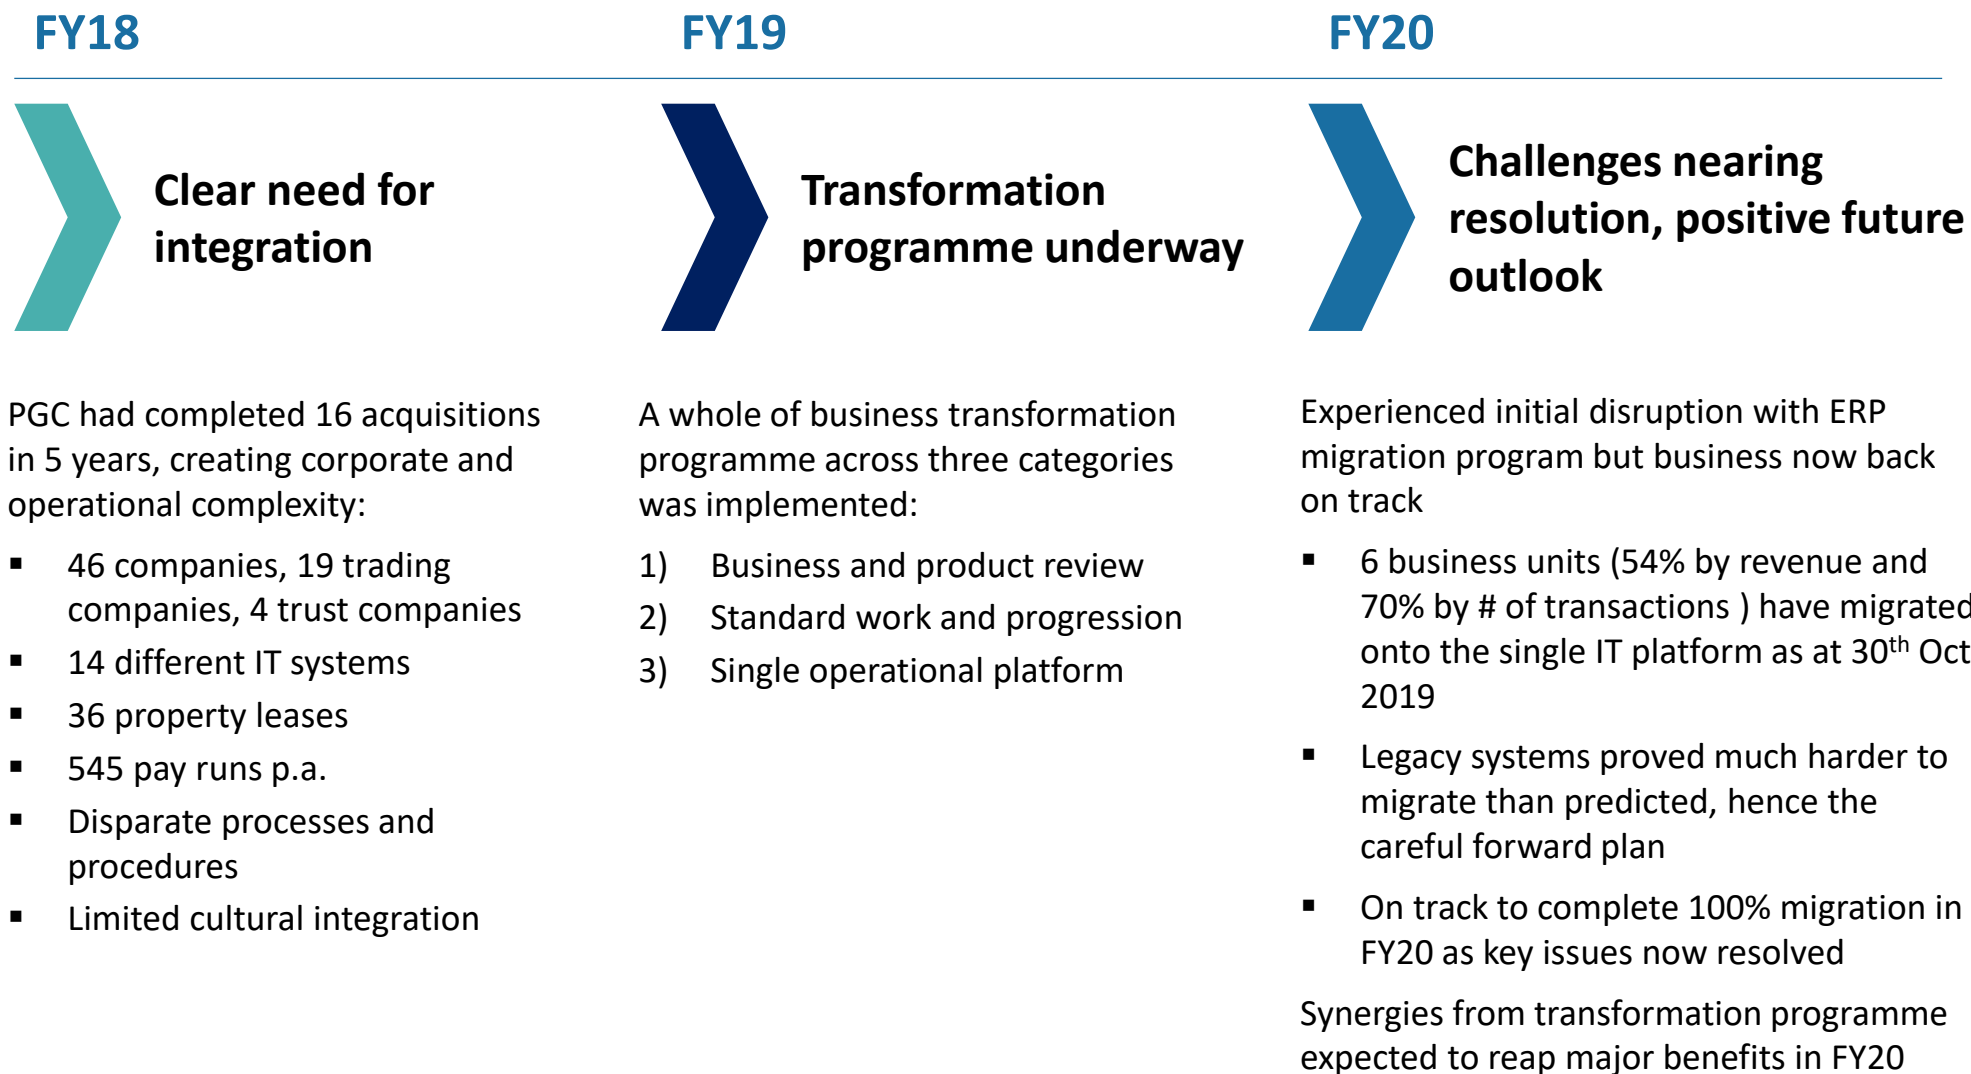 FY18
Clear need for
integration
PGC had completed 16 acquisitions
in 5 years, creating corporate and
operational complexity:
▪ 46 companies, 19 trading
companies, 4 trust companies
▪ 14 different IT systems
▪ 36 property leases
▪ 545 pay runs p.a.
▪ Disparate processes and
procedures
▪ Limited cultural integration
FY19
Transformation
programme underway
A whole of business transformation
programme across three categories
was implemented:
1) Business and product review
2) Standard work and progression
3) Single operational platform
FY20
Challenges nearing
resolution, positive future
outlook
Experienced initial disruption with ERP
migration program but business now back
on track
▪ 6 business units (54% by revenue and
70% by # of transactions ) have migrated
onto the single IT platform as at 30th Oct
2019
▪ Legacy systems proved much harder to
migrate than predicted, hence the
careful forward plan
▪ On track to complete 100% migration in
FY20 as key issues now resolved
Synergies from transformation programme
expected to reap major benefits in FY20